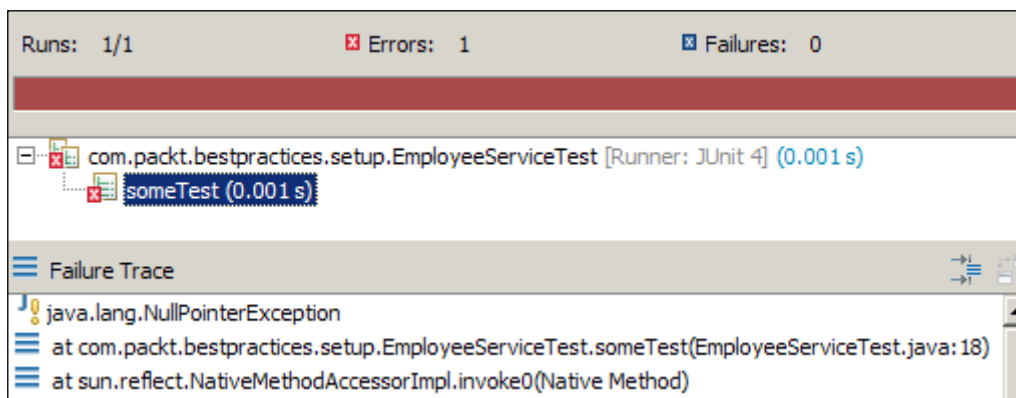 Runs: 1/1 Errors: 1 Failures: 0
com.packt.bestpractices.setup.EmployeeServiceTest [Runner: JUnit 4] (0.001 s)
someTest (0.001 s)
Failure Trace
java.lang.NullPointerException
at com.packt.bestpractices.setup.EmployeeServiceTest.someTest(EmployeeServiceTest.java:18)
at sun.reflect.NativeMethodAccessorImpl.invoke0(Native Method)